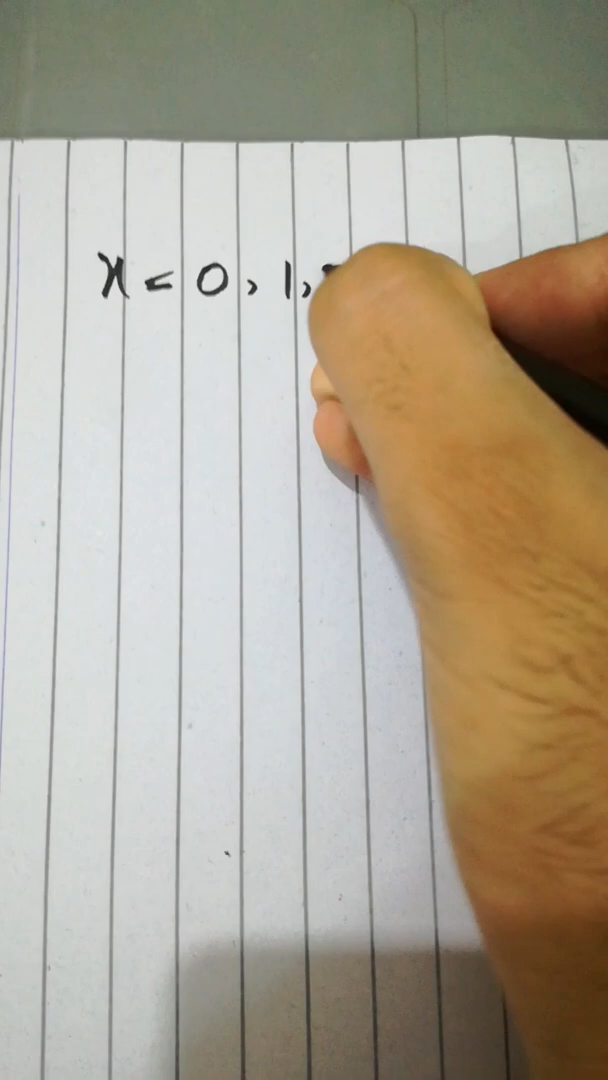 x = 0, 1,